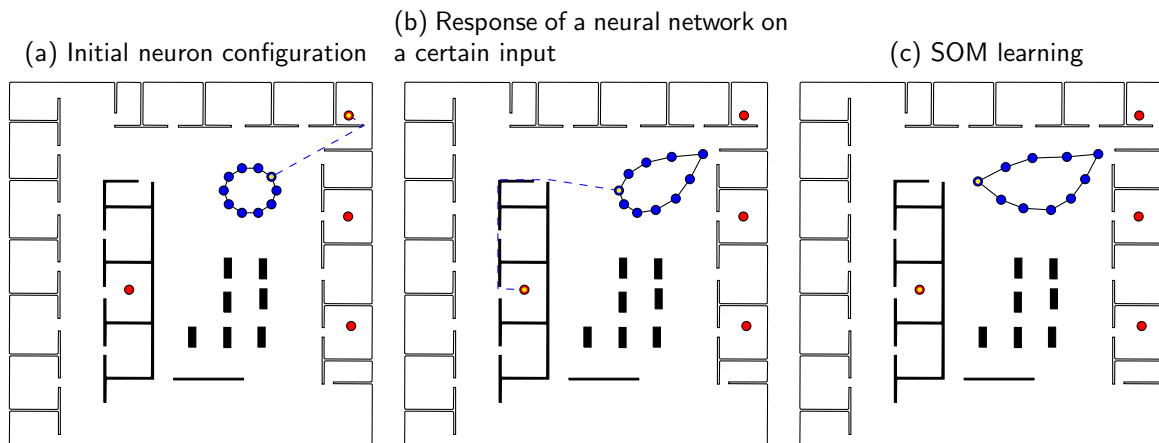 (a) Initial neuron configuration
(b) Response of a neural network on
a certain input
(c) SOM learning